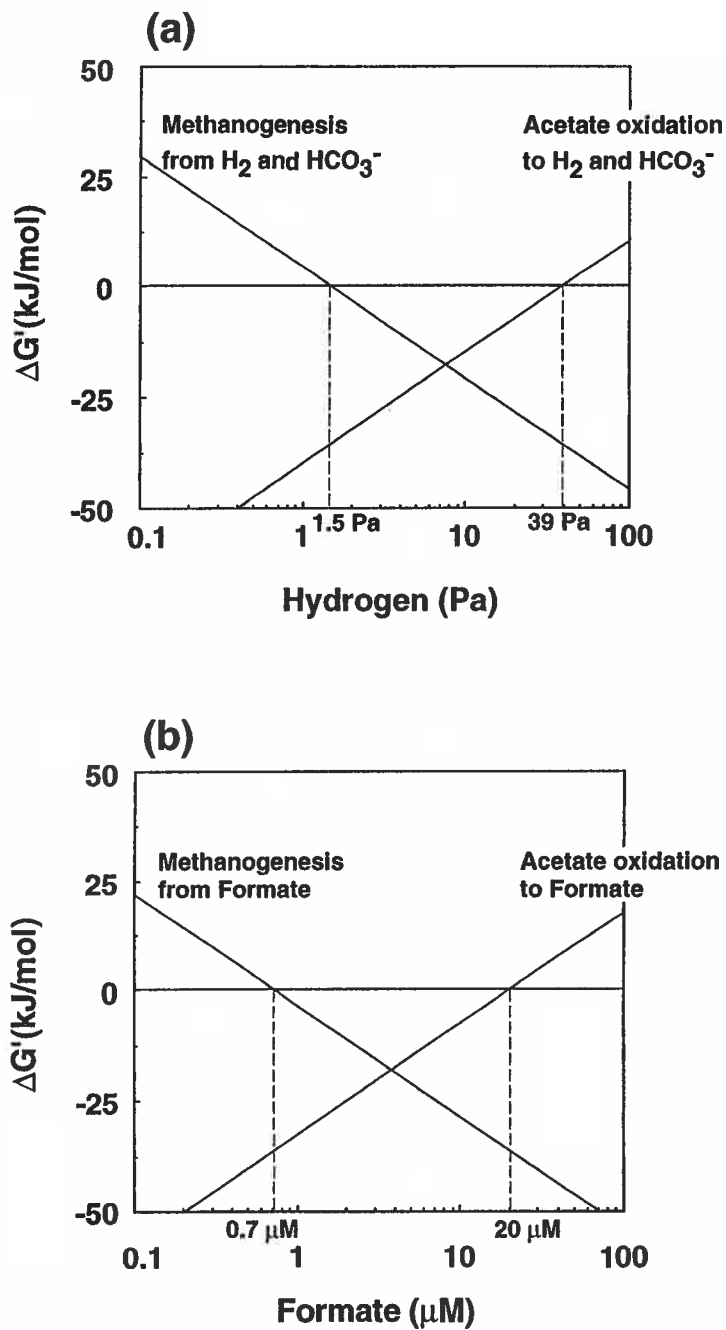 (a)
50
25
0
-25
-50
ΔG'(kJ/mol)
Methanogenesis
from H₂ and HCO₃⁻
Acetate oxidation
to H₂ and HCO₃⁻
0.1
1
1.5 Pa
10
39 Pa
100
Hydrogen (Pa)
(b)
50
25
0
-25
-50
ΔG'(kJ/mol)
Methanogenesis
from Formate
Acetate oxidation
to Formate
0.7 μM
20 μM
0.1
1
10
100
Formate (μM)